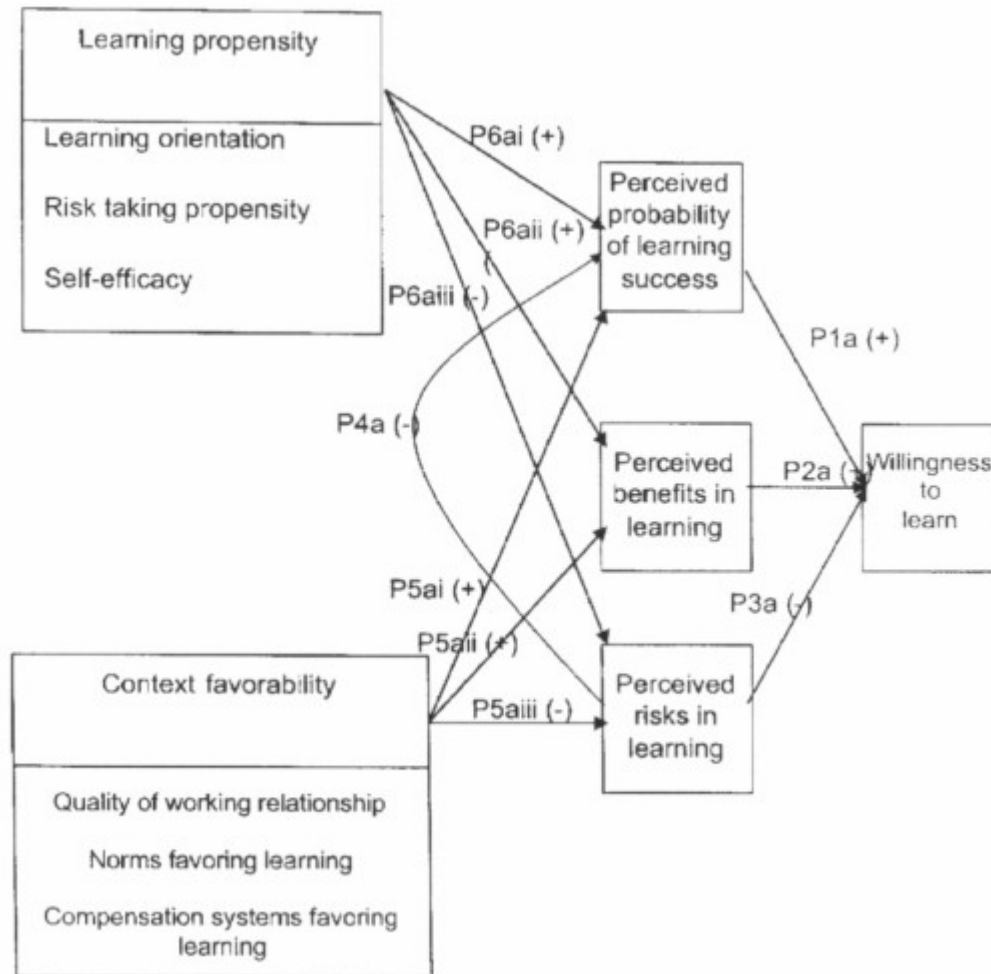 Learning propensity
Learning orientation
Risk taking propensity
Self-efficacy
P6ai (+)
P6aii (+)
(
P6aiii (-)
Perceived
probability
of learning
success
P1a (+)
P4a (-)
Perceived
benefits in
learning
P2a (+)
Willingness
to
learn
P5ai (+)
P5aii (+)
P3a (-)
Context favorability
P5aiii (-)
Perceived
risks in
learning
Quality of working relationship
Norms favoring learning
Compensation systems favoring
learning